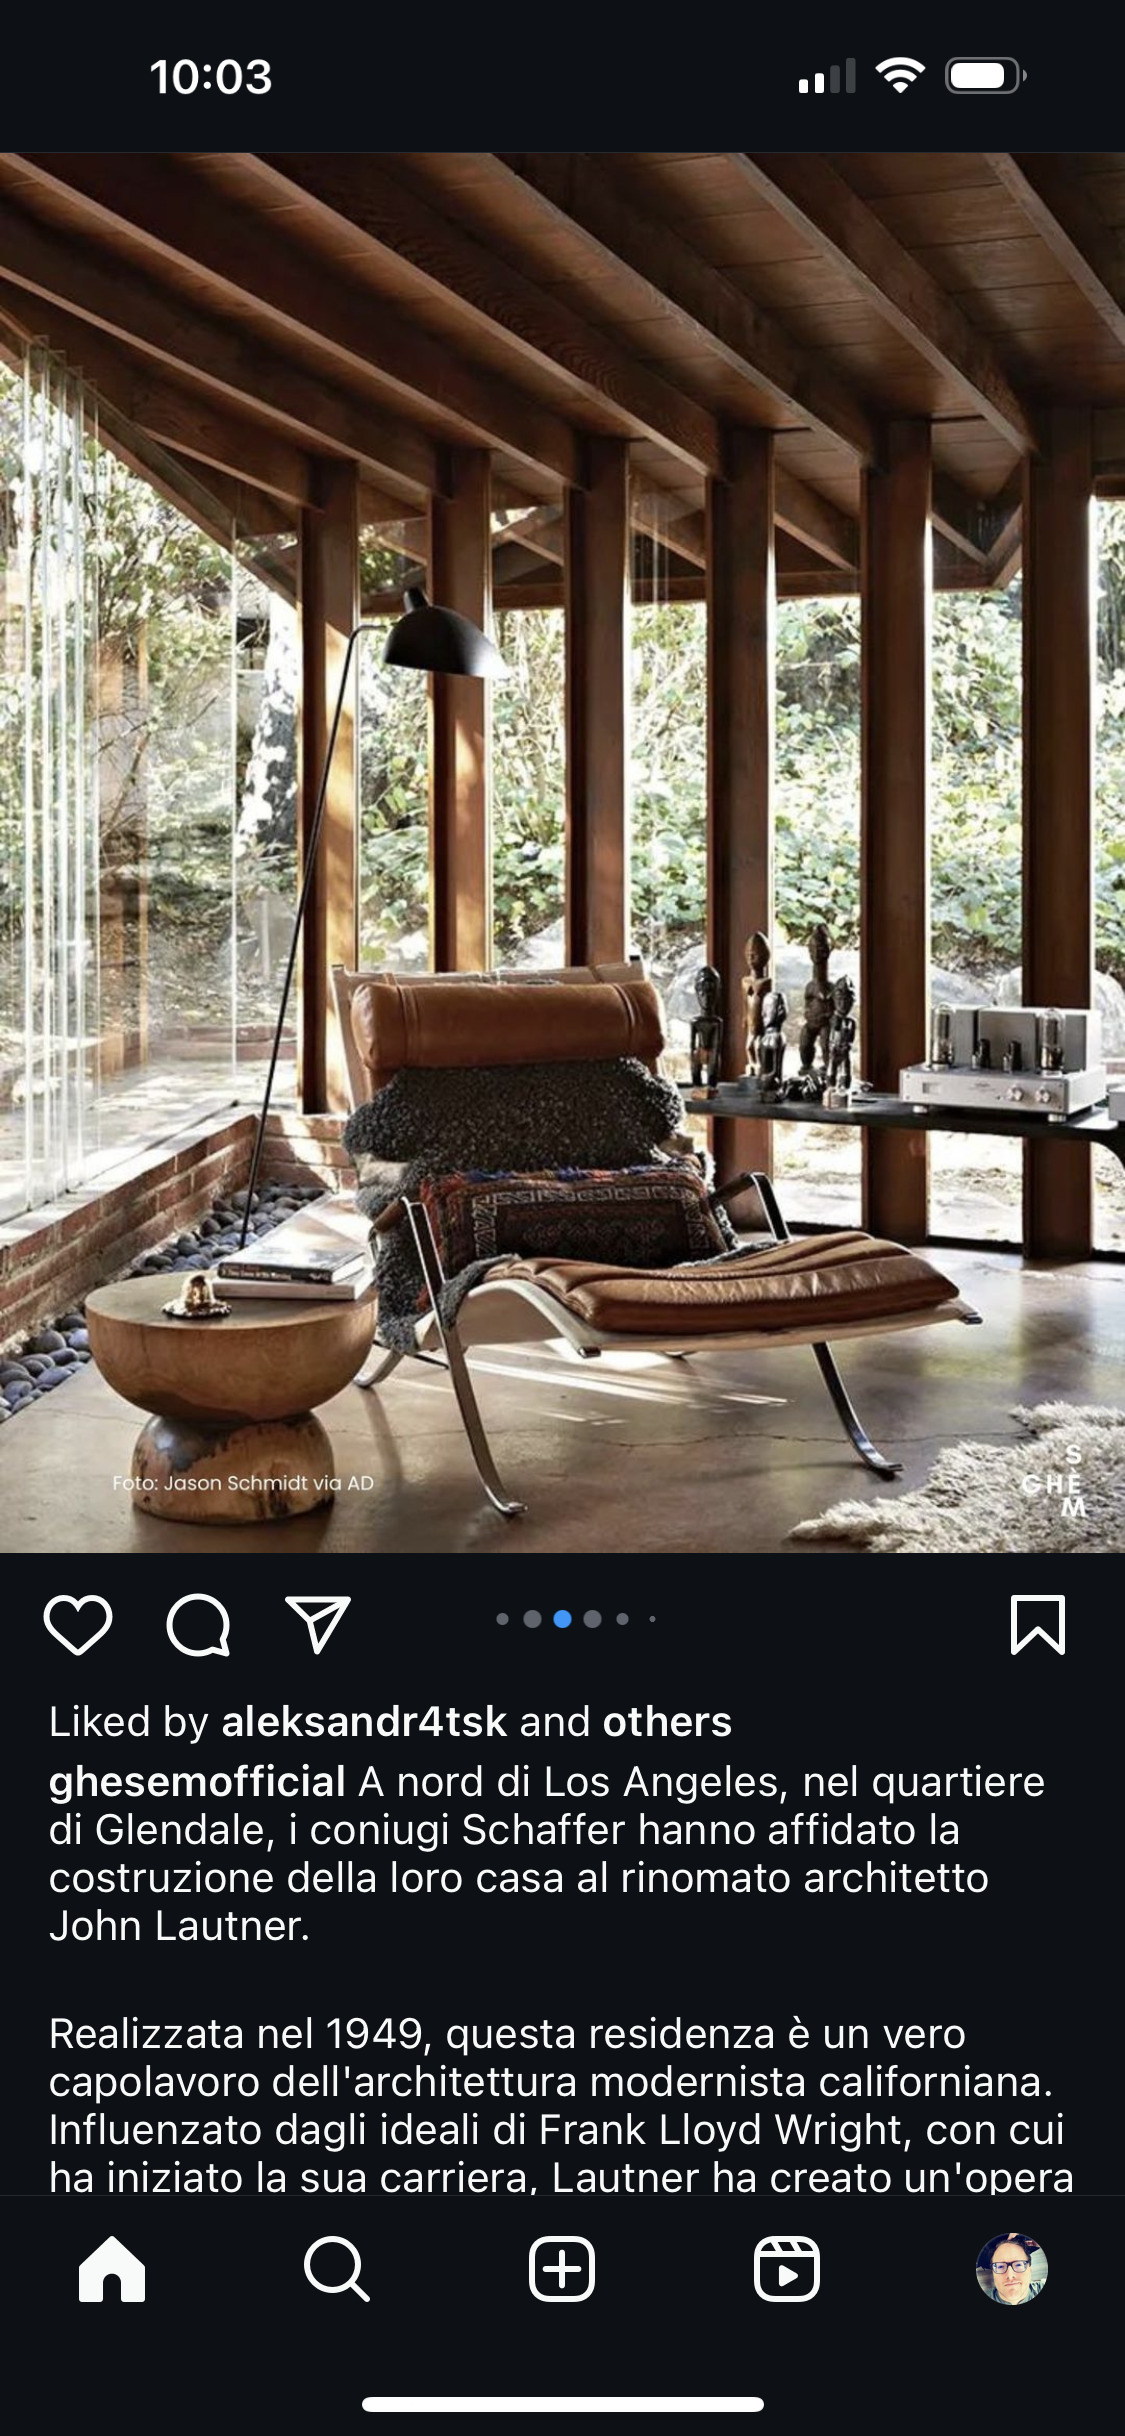 10:03
Foto: Jason Schmidt via AD
S
GHE
M
Liked by aleksandr4tsk and others
ghesemofficial A nord di Los Angeles, nel quartiere
di Glendale, i coniugi Schaffer hanno affidato la
costruzione della loro casa al rinomato architetto
John Lautner.
Realizzata nel 1949, questa residenza è un vero
capolavoro dell'architettura modernista californiana.
Influenzato dagli ideali di Frank Lloyd Wright, con cui
ha iniziato la sua carriera, Lautner ha creato un'opera